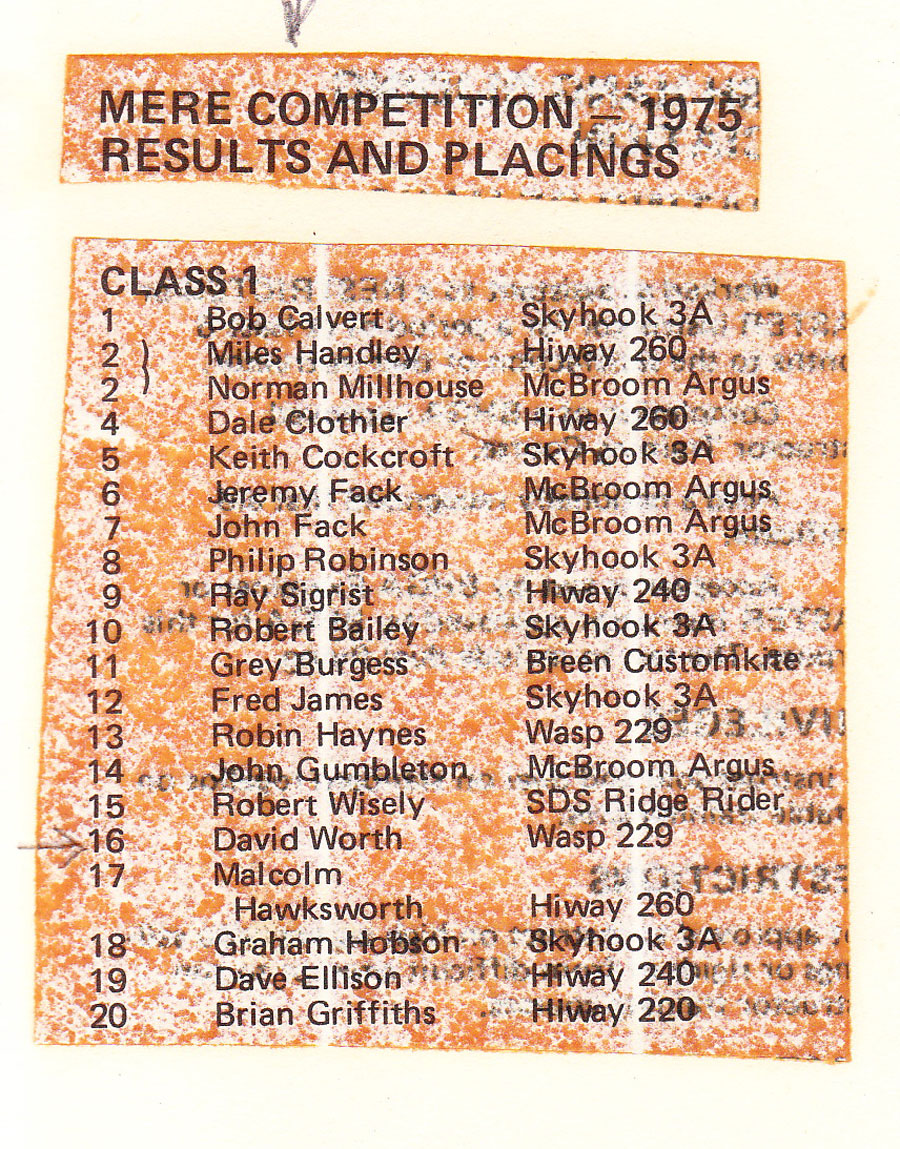 MERE COMPETITION – 1975
RESULTS AND PLACINGS
CLASS 1
1 Bob Calvert Skyhook 3A
2 ) Miles Handley Hiway 260
2 ) Norman Millhouse McBroom Argus
4 Dale Clothier Hiway 260
5 Keith Cockcroft Skyhook 3A
6 Jeremy Fack McBroom Argus
7 John Fack McBroom Argus
8 Philip Robinson Skyhook 3A
9 Ray Sigrist Hiway 240
10 Robert Bailey Skyhook 3A
11 Grey Burgess Breen Customkite
12 Fred James Skyhook 3A
13 Robin Haynes Wasp 229
14 John Gumbleton McBroom Argus
15 Robert Wisely SDS Ridge Rider
16 David Worth Wasp 229
17 Malcolm
Hawksworth Hiway 260
18 Graham Hobson Skyhook 3A
19 Dave Ellison Hiway 240
20 Brian Griffiths Hiway 220